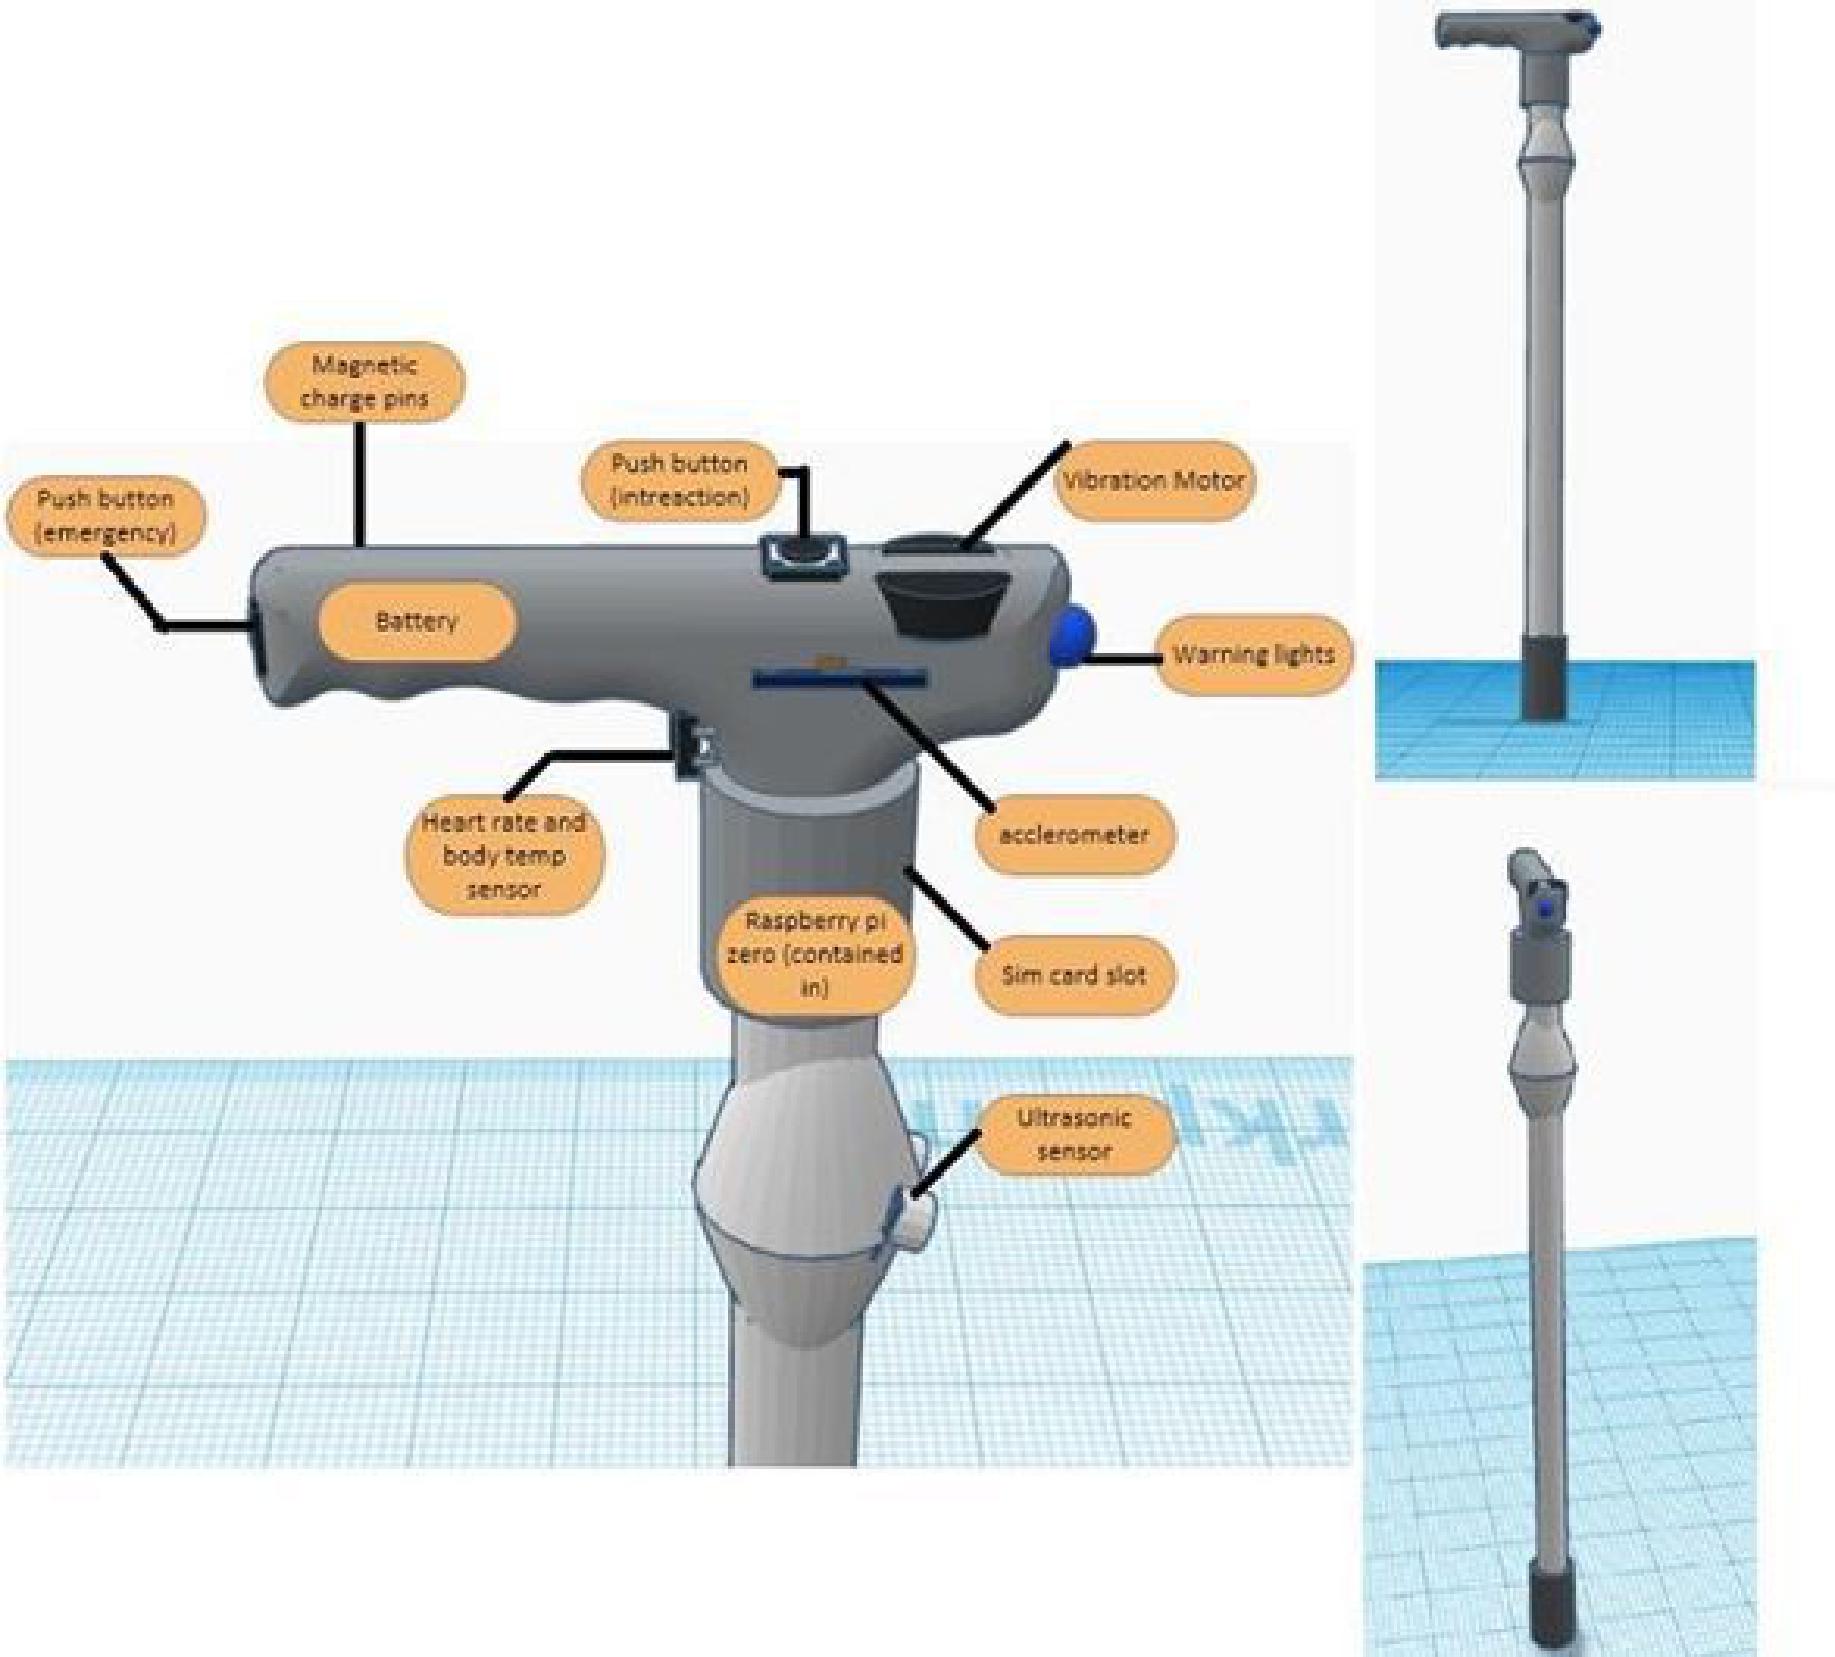 Magnetic
charge pins
Push button
(intreaction)
Vibration Motor
Push button
(emergency)
Battery
Warning lights
Heart rate and
body temp
sensor
acclerometer
Raspberry pi
zero (contained
in)
Sim card slot
Ultrasonic
sensor